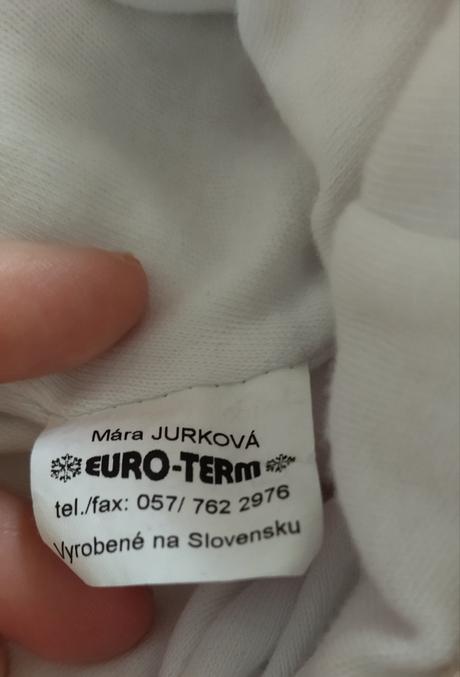 Mára JURKOVÁ
EURO-TERM
tel./fax: 057/ 762 2976
Vyrobené na Slovensku